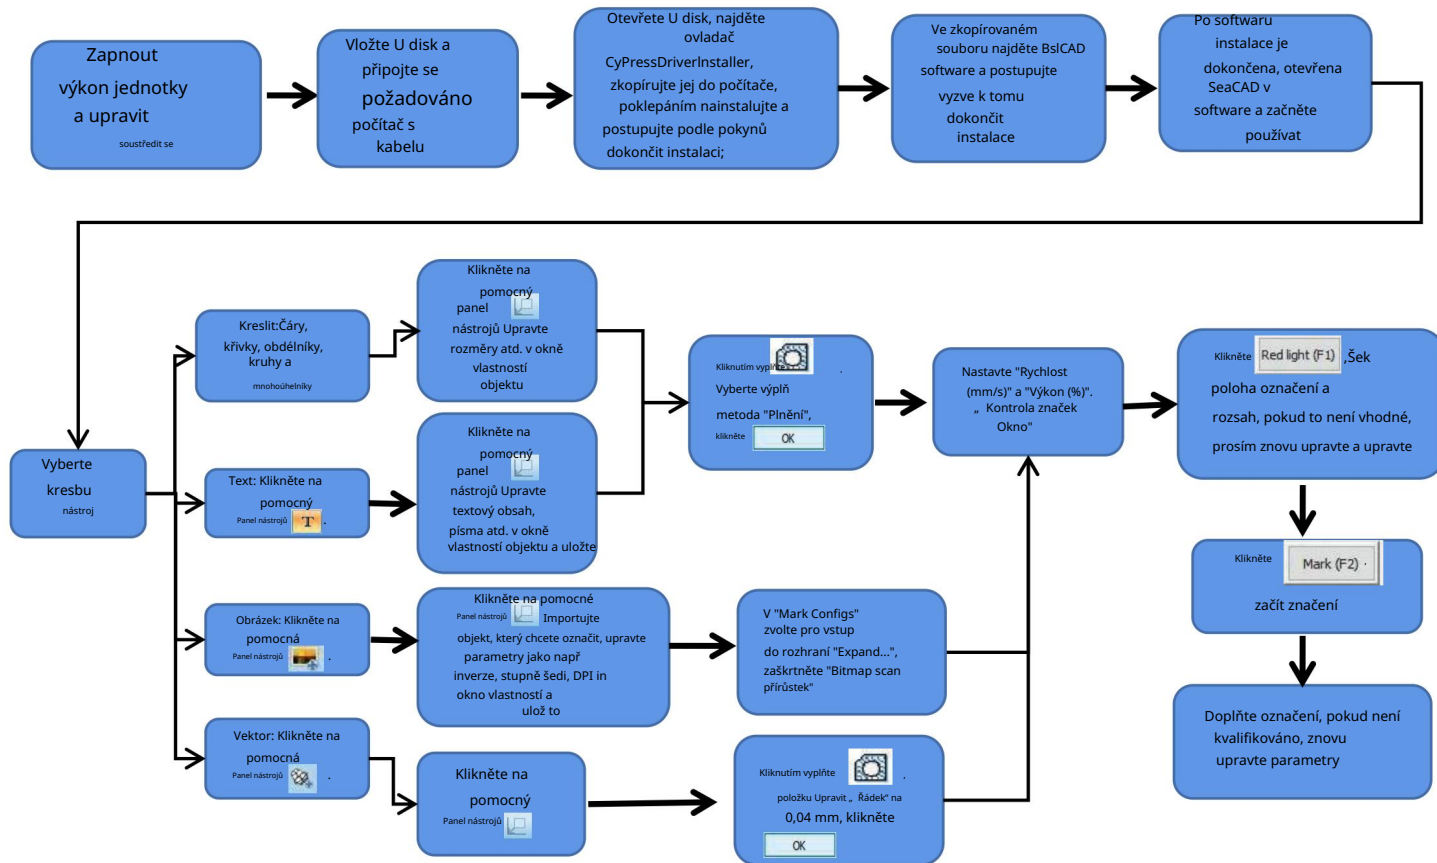 Zapnout
výkon jednotky
a upravit
soustředit se
Vložte U disk a
připojte se
požadováno
počítač s
kabelu
Otevřete U disk, najděte
ovladač
CyPressDriverInstaller,
zkopírujte jej do počítače,
poklepáním nainstalujte a
postupujte podle pokynů
dokončit instalaci;
Ve zkopírovaném
souboru najděte BslCAD
software a postupujte
vyzve k tomu
dokončit
instalace
Po softwaru
instalace je
dokončena, otevřena
SeaCAD v
software a začněte
používat
Vyberte
kresbu
nástroj
Kreslit:Čáry,
křivky, obdélníky,
kruhy a
mnohoúhelníky
Klikněte na
pomocný
panel
nástrojů Upravte
rozměry atd. v okně
vlastností
objektu
Text: Klikněte na
pomocný
Panel nástrojů T .
Klikněte na
pomocný
panel
nástrojů Upravte
textový obsah,
písma atd. v okně
vlastností objektu a uložte
Kliknutím vyplňte .
Vyberte výplň
metoda "Plnění",
klikněte OK
Obrázek: Klikněte na
pomocná
Panel nástrojů .
Klikněte na pomocné
Panel nástrojů Importujte
objekt, který chcete označit, upravte
parametry jako např
inverze, stupně šedi, DPI in
okno vlastností a
ulož to
V "Mark Configs"
zvolte pro vstup
do rozhraní "Expand...",
zaškrtněte "Bitmap scan
přírůstek"
Vektor: Klikněte na
pomocná
Panel nástrojů .
Klikněte na
pomocný
Panel nástrojů
Kliknutím vyplňte .
položku Upravit „ Řádek" na
0,04 mm, klikněte
OK
Nastavte "Rychlost
(mm/s)" a "Výkon (%)".
„ Kontrola značek
Okno"
Klikněte Red light (F1) ,Šek
poloha označení a
rozsah, pokud to není vhodné,
prosím znovu upravte a upravte
Klikněte Mark (F2) .
začít značení
Doplňte označení, pokud není
kvalifikováno, znovu
upravte parametry